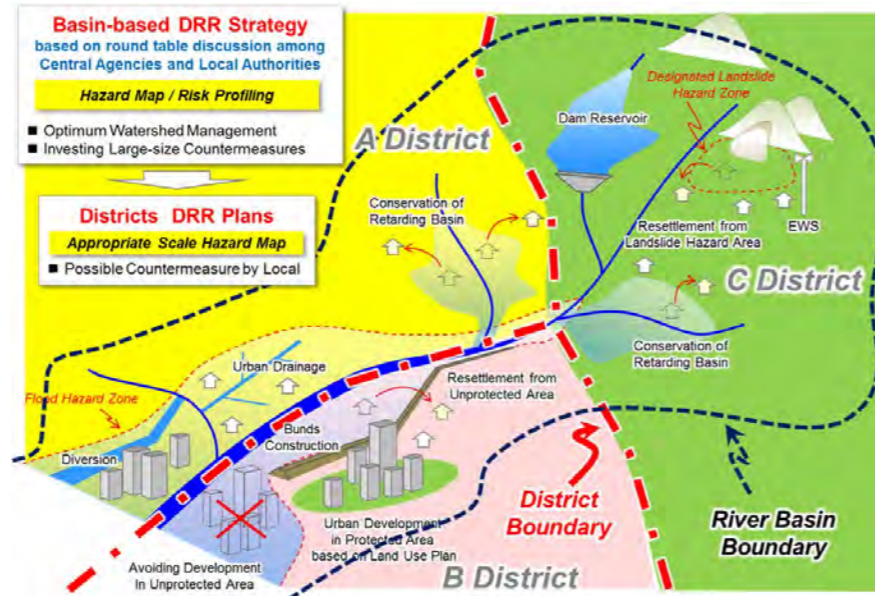 Basin-based DRR Strategy
based on round table discussion among
Central Agencies and Local Authorities
Hazard Map / Risk Profiling
■ Optimum Watershed Management
■ Investing Large-size Countermeasures
Districts DRR Plans
Appropriate Scale Hazard Map
■ Possible Countermeasure by Local
A District
Conservation of
Retarding Basin
Dam Reservoir
Designated Landslide
Hazard Zone
Resettlement from
Landslide Hazard Area
EWS
C District
Conservation of
Retarding Basin
Urban Drainage
Flood Hazard Zone
Diversion
Bunds
Construction
Resettlement from
Unprotected Area
Urban Development
in Protected Area
based on Land Use Plan
Avoiding Development
In Unprotected Area
B District
District
Boundary
River Basin
Boundary